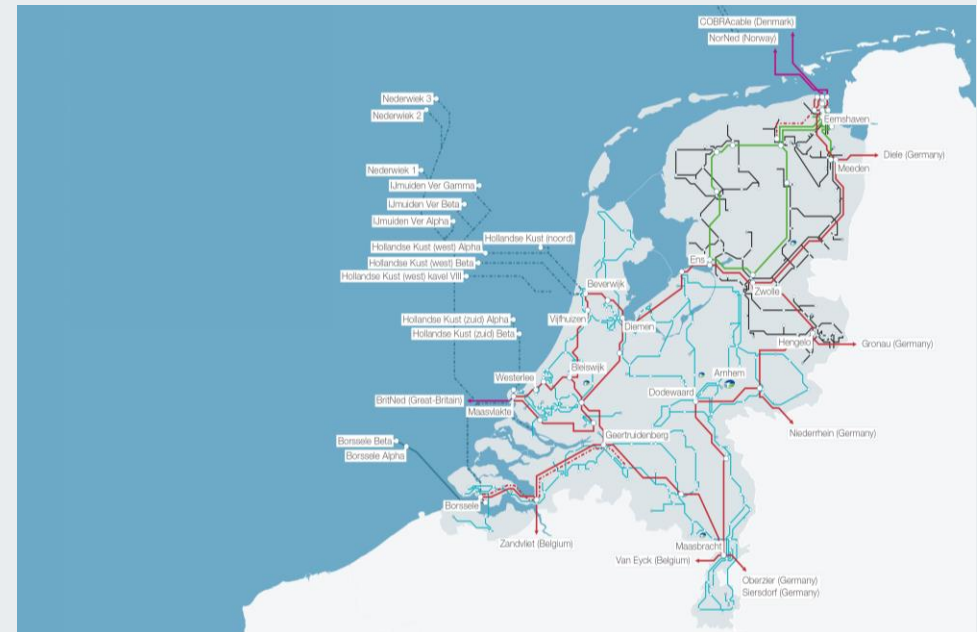 COBRAcable (Denmark)
NorNed (Norway)
Nederwiek 3
Nederwiek 2
Eemshaven
Diele (Germany)
Meeden
Nederwiek 1
IJmuiden Ver Gamma
IJmuiden Ver Beta
IJmuiden Ver Alpha
Hollandse Kust (noord)
Hollandse Kust (west) Alpha
Hollandse Kust (west) Beta
Hollandse Kust (west) kavel VIII
Ens
Beverwijk
Zwolle
Hollandse Kust (zuid) Alpha
Vijfhuizen
Diemen
Hollandse Kust (zuid) Beta
Hengelo
Gronau (Germany)
Bleiswijk
Westerlee
Arnhem
Dodewaard
BritNed (Great-Britain)
Maasvlakte
Niederrhein (Germany)
Geertruidenberg
Borssele Beta
Borssele Alpha
Borssele
Zandvliet (Belgium)
Maasbracht
Van Eyck (Belgium)
Oberzier (Germany)
Siersdorf (Germany)